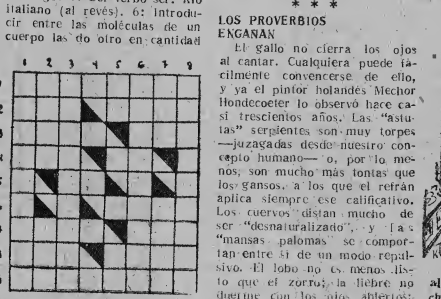 italiano (al revés). 6: Introdu-
cir entre las moléculas de un
cuerpo las do otro en cantidad
1 2 3 4 5 6 7 8
* * *
LOS PROVERBIOS
ENGAÑAN
El gallo no cierra los ojos
al cantar. Cualquiera puede fá-
cilmente convencerse de ello,
y ya el pintor holandés Mechor
Hondecoeter lo observó hace ca-
si trescientos años. Las "astu-
tas" serpientes son muy torpes
—juzagadas desde nuestro con-
cepto humano— o, por lo me-
nos, son mucho más tontas que
los gansos, a los que el refrán
aplica siempre ese calificativo.
Los cuervos distan mucho de
ser "desnaturalizado", y las
"mansas palomas" se compor-
tan entre sí de un modo repul-
sivo. El lobo no es menos lis-
to que el zorro; la liebre no
duerme con los ojos abiertos;